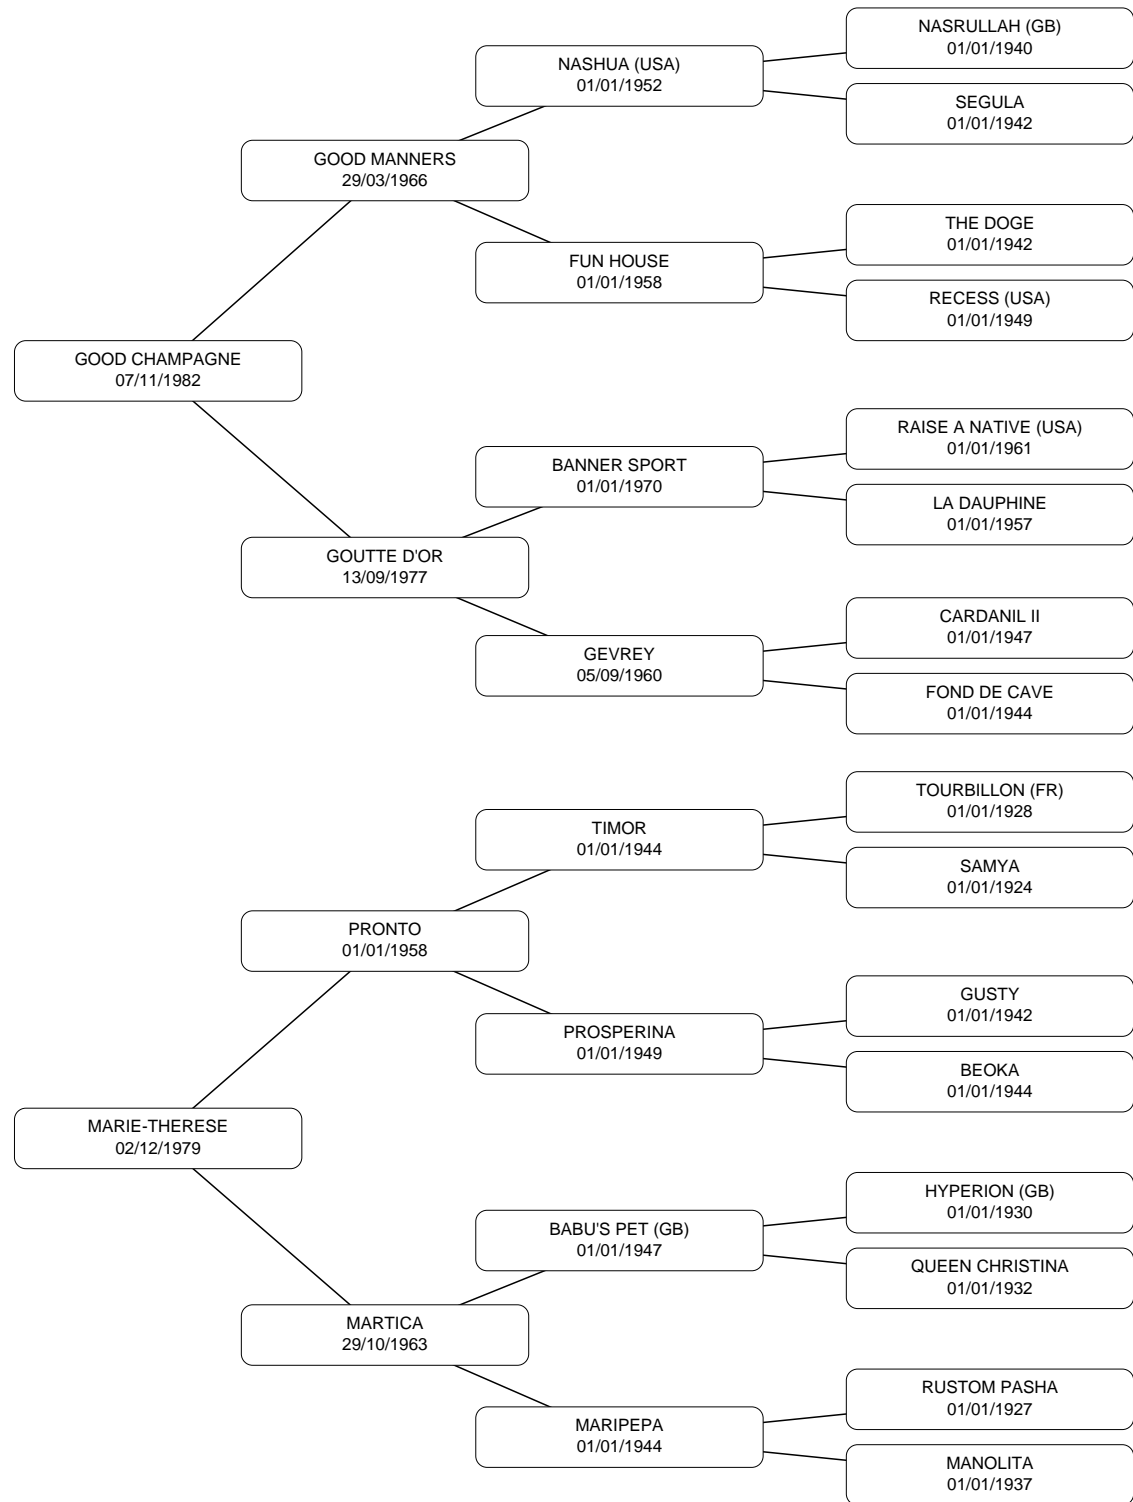 NASRULLAH (GB)
01/01/1940
NASHUA (USA)
01/01/1952
SEGULA
01/01/1942
GOOD MANNERS
29/03/1966
THE DOGE
01/01/1942
FUN HOUSE
01/01/1958
RECESS (USA)
01/01/1949
GOOD CHAMPAGNE
07/11/1982
RAISE A NATIVE (USA)
01/01/1961
BANNER SPORT
01/01/1970
LA DAUPHINE
01/01/1957
GOUTTE D'OR
13/09/1977
CARDANIL II
01/01/1947
GEVREY
05/09/1960
FOND DE CAVE
01/01/1944
TOURBILLON (FR)
01/01/1928
TIMOR
01/01/1944
SAMYA
01/01/1924
PRONTO
01/01/1958
GUSTY
01/01/1942
PROSPERINA
01/01/1949
BEOKA
01/01/1944
MARIE-THERESE
02/12/1979
HYPERION (GB)
01/01/1930
BABU'S PET (GB)
01/01/1947
QUEEN CHRISTINA
01/01/1932
MARTICA
29/10/1963
RUSTOM PASHA
01/01/1927
MARIPEPA
01/01/1944
MANOLITA
01/01/1937